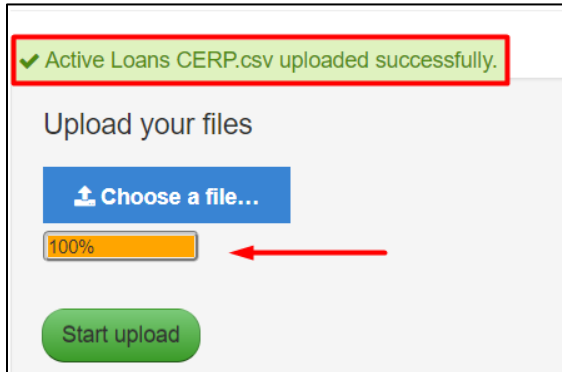 Active Loans CERP.csv uploaded successfully.
Upload your files
Choose a file...
100%
Start upload